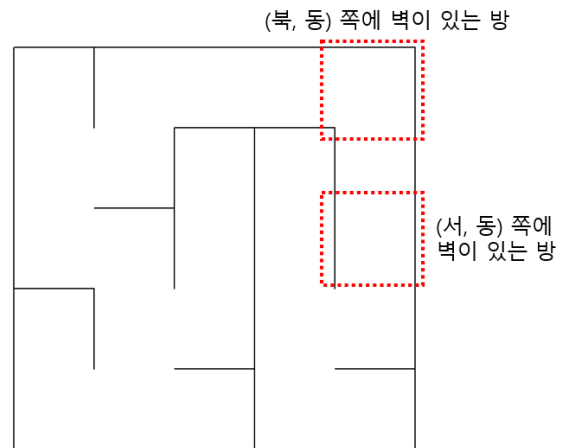 (북, 동) 쪽에 벽이 있는 방
(서, 동) 쪽에
벽이 있는 방